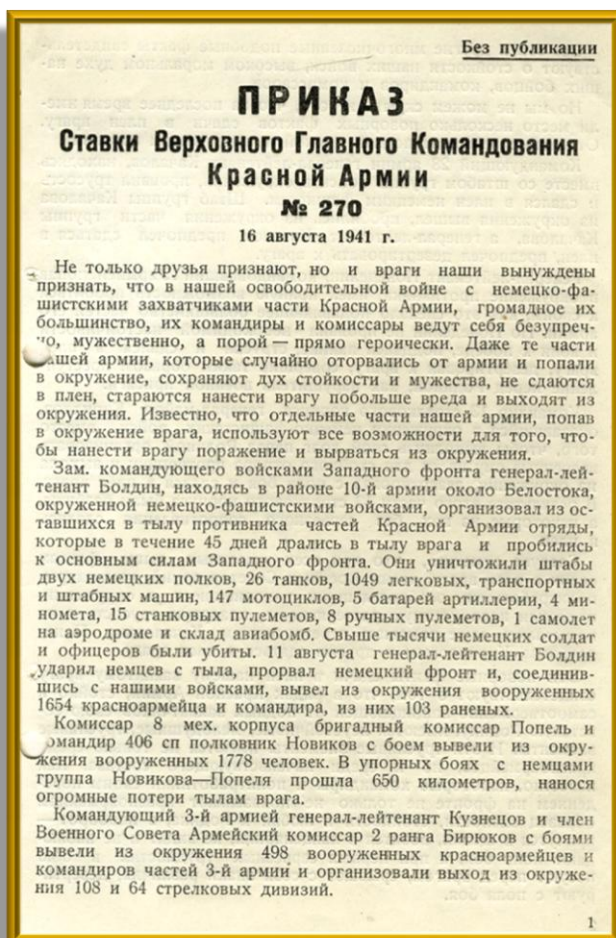 Без публикации
ПРИКАЗ
Ставки Верховного Главного Командования
Красной Армии
№ 270
16 августа 1941 г.
Не только друзья признают, но и враги наши вынуждены
признать, что в нашей освободительной войне с немецко-фа-
шистскими захватчиками части Красной Армии, громадное их
большинство, их командиры и комиссары ведут себя безупреч-
но, мужественно, а порой — прямо героически. Даже те части
нашей армии, которые случайно оторвались от армии и попали
в окружение, сохраняют дух стойкости и мужества, не сдаются
в плен, стараются нанести врагу побольше вреда и выходят из
окружения. Известно, что отдельные части нашей армии, попав
в окружение врага, используют все возможности для того, что-
бы нанести врагу поражение и вырваться из окружения.
Зам. командующего войсками Западного фронта генерал-лей-
тенант Болдин, находясь в районе 10-й армии около Белостока,
окруженной немецко-фашистскими войсками, организовал из ос-
тавшихся в тылу противника частей Красной Армии отряды,
которые в течение 45 дней дрались в тылу врага и пробились
к основным силам Западного фронта. Они уничтожили штабы
двух немецких полков, 26 танков, 1049 легковых, транспортных
и штабных машин, 147 мотоциклов, 5 батарей артиллерии, 4 ми-
номета, 15 станковых пулеметов, 8 ручных пулеметов, 1 самолет
на аэродроме и склад авиабомб. Свыше тысячи немецких солдат
и офицеров были убиты. 11 августа генерал-лейтенант Болдин
ударил немцев с тыла, прорвал немецкий фронт и, соединив-
шись с нашими войсками, вывел из окружения вооруженных
1654 красноармейца и командира, из них 103 раненых.
Комиссар 8 мех. корпуса бригадный комиссар Попель и
командир 406 сп полковник Новиков с боем вывели из окру-
жения вооруженных 1778 человек. В упорных боях с немцами
группа Новикова—Попеля прошла 650 километров, нанося
огромные потери тылам врага.
Командующий 3-й армией генерал-лейтенант Кузнецов и член
Военного Совета Армейский комиссар 2 ранга Бирюков с боями
вывели из окружения 498 вооруженных красноармейцев и
командиров частей 3-й армии и организовали выход из окруже-
ния 108 и 64 стрелковых дивизий.
1